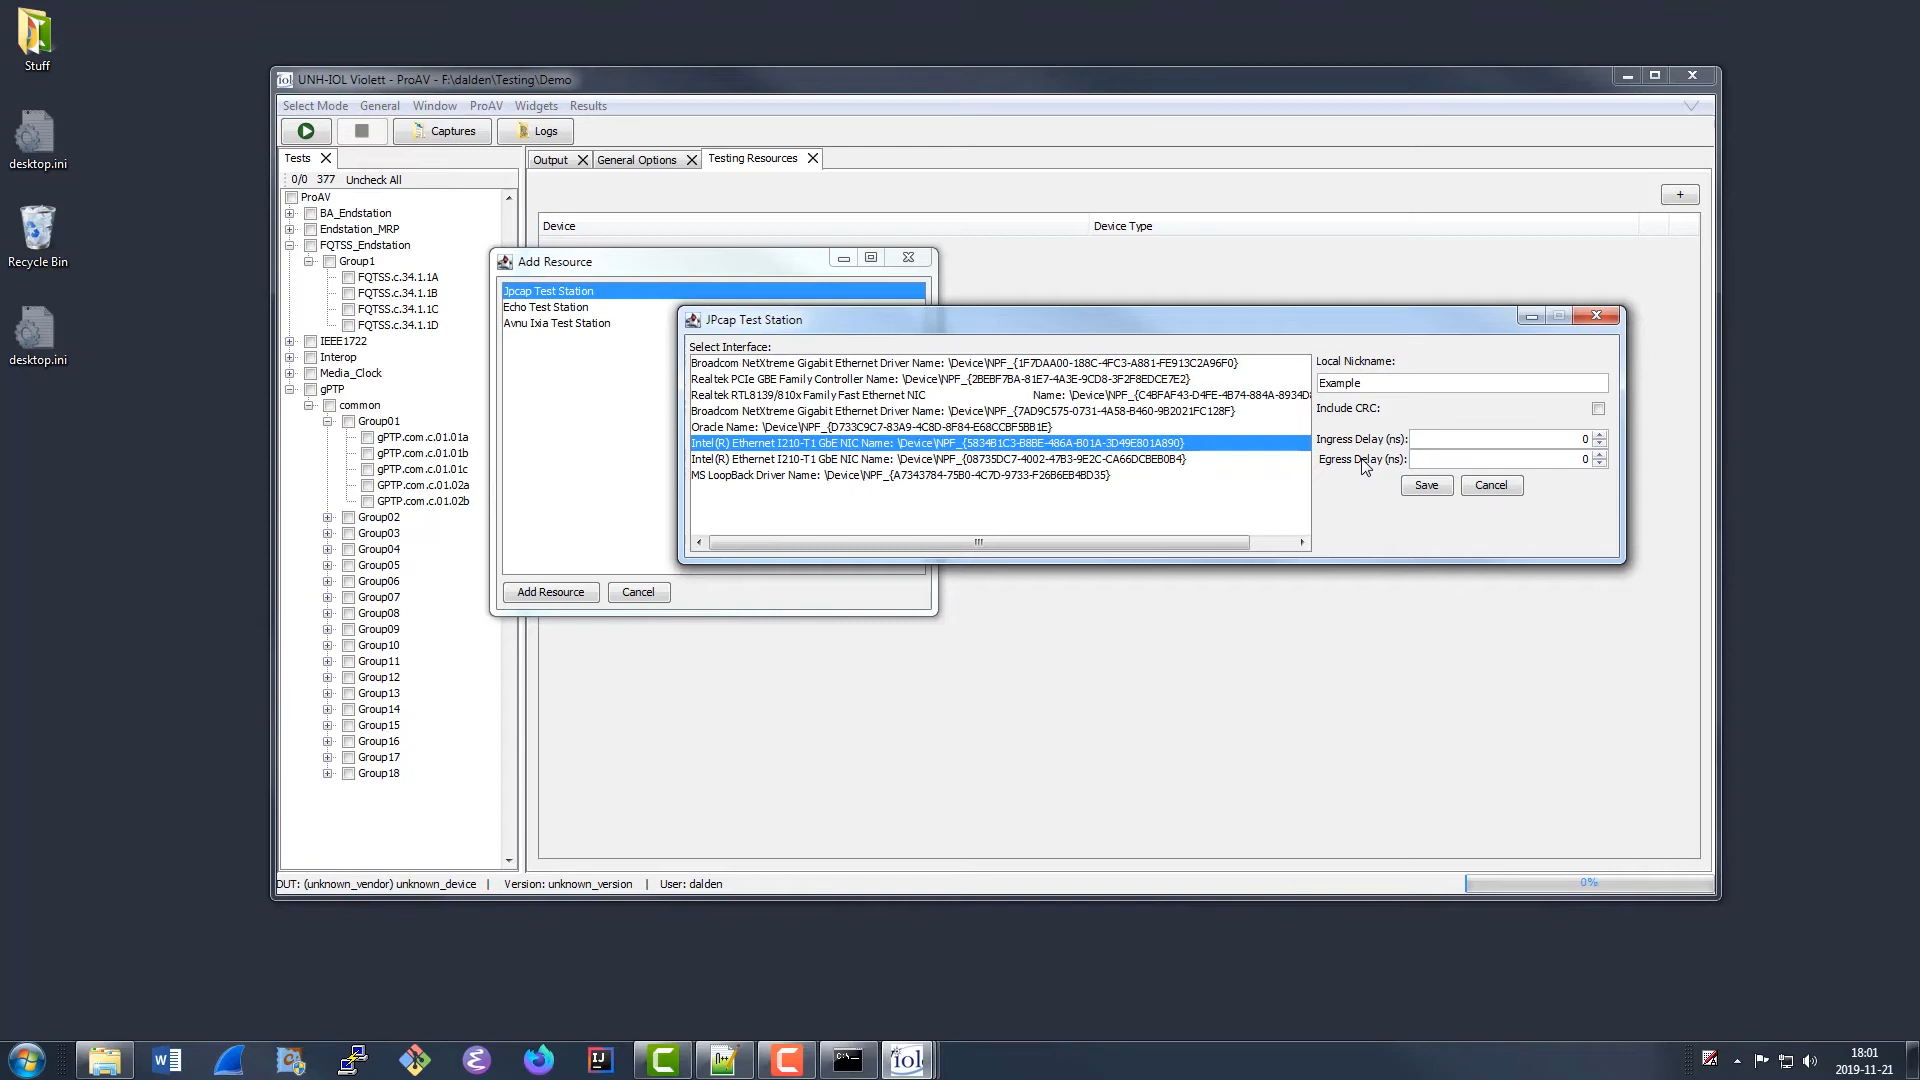 Stuff
desktop.ini
Recycle Bin
desktop.ini
UNH-IOL Violett - ProAV - F:\dalden\Testing\Demo
Select Mode General Window ProAV Widgets Results
Captures Logs
Tests
0/0 377 Uncheck All
ProAV
BA_Endstation
Endstation_MRP
FQTSS_Endstation
Group1
FQTSS.c.34.1.1A
FQTSS.c.34.1.1B
FQTSS.c.34.1.1C
FQTSS.c.34.1.1D
IEEE1722
Interop
Media_Clock
gPTP
common
Group01
gPTP.com.c.01.01a
gPTP.com.c.01.01b
gPTP.com.c.01.01c
GPTP.com.c.01.02a
GPTP.com.c.01.02b
Group02
Group03
Group04
Group05
Group06
Group07
Group08
Group09
Group10
Group11
Group12
Group13
Group14
Group15
Group16
Group17
Group18
Output General Options Testing Resources
+
Device Device Type
Add Resource
Jpcap Test Station
Echo Test Station
Avnu Ixia Test Station
Add Resource Cancel
JPcap Test Station
Select Interface:
Broadcom NetXtreme Gigabit Ethernet Driver Name: \Device\NPF_{1F7DAA00-188C-4FC3-A881-FE913C2A96F0}
Realtek PCIe GBE Family Controller Name: \Device\NPF_{2BEBF7BA-81E7-4A3E-9CD8-3F2F8EDCE7E2}
Realtek RTL8139/810x Family Fast Ethernet NIC Name: \Device\NPF_{C4BFAF43-D4FE-4B74-884A-8934D8
Broadcom NetXtreme Gigabit Ethernet Driver Name: \Device\NPF_{7AD9C575-0731-4A58-B460-9B2021FC128F}
Oracle Name: \Device\NPF_{D733C9C7-83A9-4C8D-8F84-E68CCBF5BB1E}
Intel(R) Ethernet I210-T1 GbE NIC Name: \Device\NPF_{5834B1C3-B8BE-486A-B01A-3D49E801A890}
Intel(R) Ethernet I210-T1 GbE NIC Name: \Device\NPF_{08735DC7-4002-47B3-9E2C-CA66DCBEB0B4}
MS LoopBack Driver Name: \Device\NPF_{A7343784-75B0-4C7D-9733-F26B6EB4BD35}
Local Nickname:
Example
Include CRC:
Ingress Delay (ns): 0
Egress Delay (ns): 0
Save Cancel
DUT: (unknown_vendor) unknown_device | Version: unknown_version | User: dalden
0%
18:01
2019-11-21